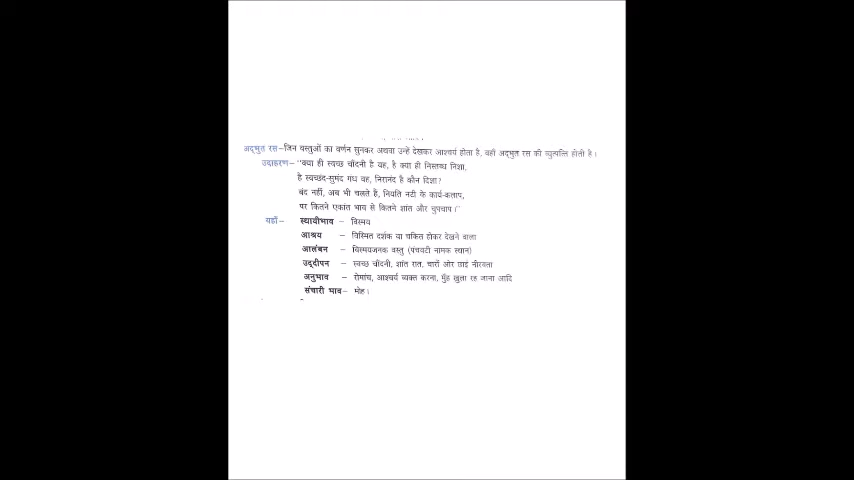 अद्भुत रस–जिन वस्तुओं का वर्णन सुनकर अथवा उन्हें देखकर आश्चर्य होता है, वहाँ अद्भुत रस की व्युत्पत्ति होती है।
उदाहरण– "क्या ही स्वच्छ चाँदनी है यह, है क्या ही निस्तब्ध निशा,
है स्वच्छंद-सुमंद गंध वह, निरानंद है कौन दिशा?
बंद नहीं, अब भी चलते हैं, नियति नटी के कार्य-कलाप,
पर कितने एकांत भाव से कितने शांत और चुपचाप।"
यहाँ– स्थायीभाव – विस्मय
आश्रय – विस्मित दर्शक या चकित होकर देखने वाला
आलंबन – विस्मयजनक वस्तु (पंचवटी नामक स्थान)
उद्दीपन – स्वच्छ चाँदनी, शांत रात, चारों ओर छाई नीरवता
अनुभाव – रोमांच, आश्चर्य व्यक्त करना, मुँह खुला रह जाना आदि
संचारी भाव– मोह।